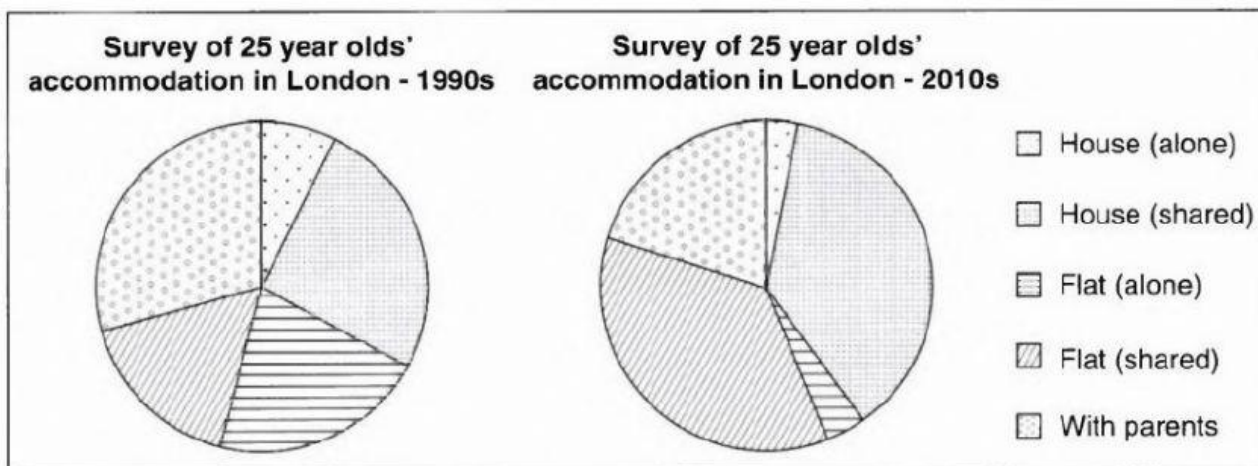 Survey of 25 year olds'
accommodation in London - 1990s
Survey of 25 year olds'
accommodation in London - 2010s
House (alone)
House (shared)
Flat (alone)
Flat (shared)
With parents